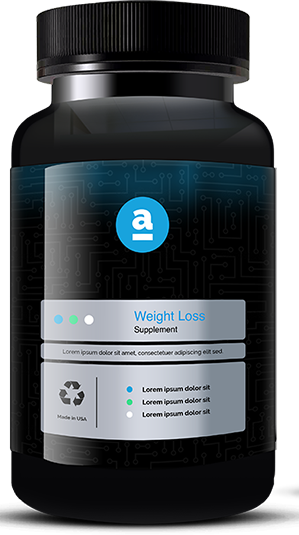 a
Weight Loss
Supplement
Lorem ipsum dolor sit amet, consectetuer adipiscing elit sed.
Lorem ipsum dolor sit
Lorem ipsum dolor sit
Lorem ipsum dolor sit
Made in USA